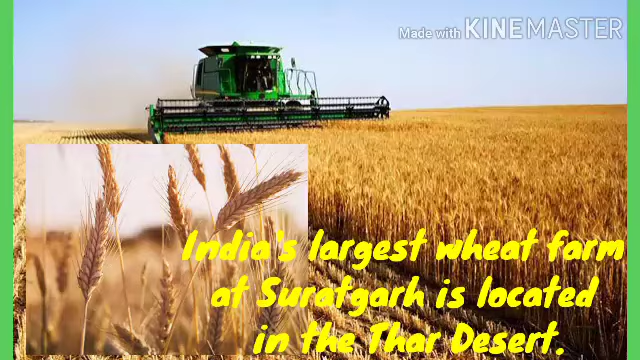 Made with KINEMASTER
India's largest wheat farm
at Suratgarh is located
in the Thar Desert.